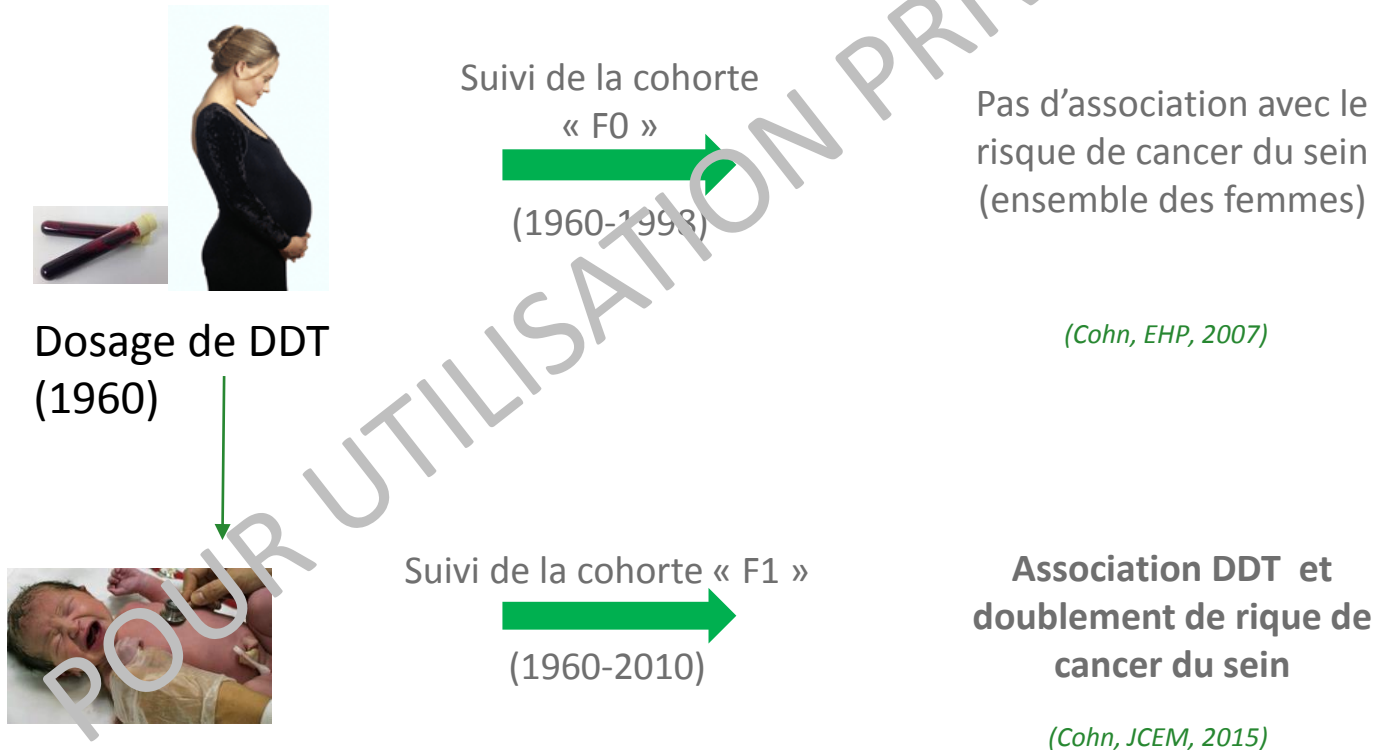 Suivi de la cohorte
« F0 »
(1960-1998)
Pas d'association avec le
risque de cancer du sein
(ensemble des femmes)
(Cohn, EHP, 2007)
Dosage de DDT
(1960)
Suivi de la cohorte « F1 »
(1960-2010)
Association DDT et
doublement de rique de
cancer du sein
(Cohn, JCEM, 2015)
POUR UTILISATION